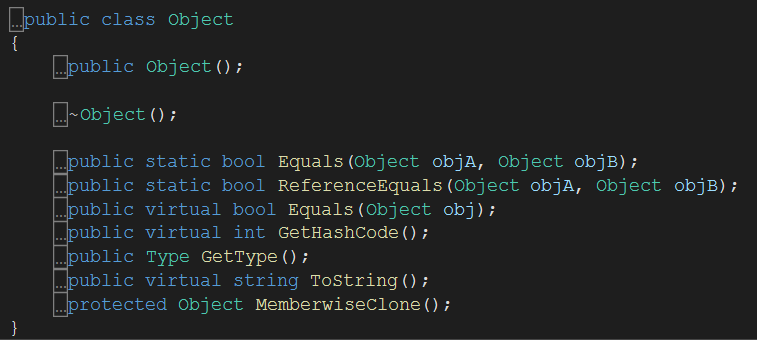 ...public class Object
{
...public Object();
...~Object();
...public static bool Equals(Object objA, Object objB);
...public static bool ReferenceEquals(Object objA, Object objB);
...public virtual bool Equals(Object obj);
...public virtual int GetHashCode();
...public Type GetType();
...public virtual string ToString();
...protected Object MemberwiseClone();
}